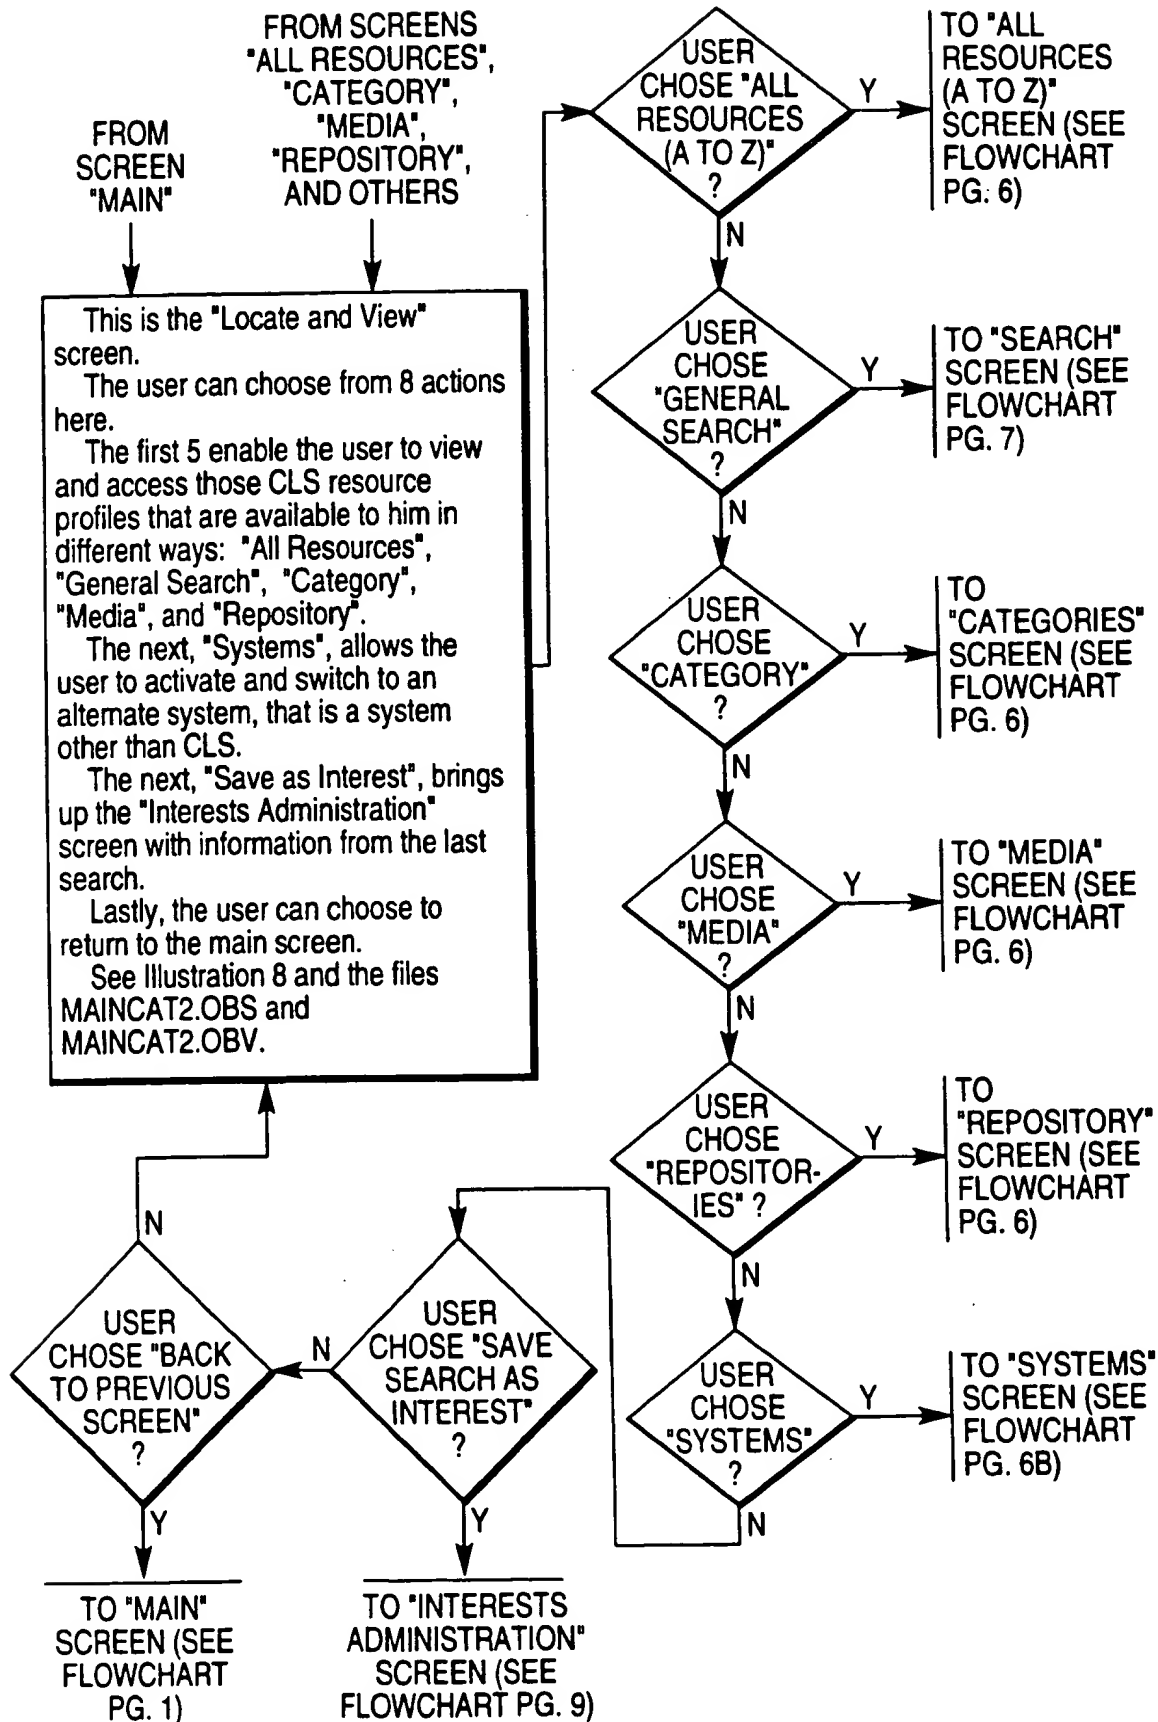 FROM
SCREEN
"MAIN"
FROM SCREENS
"ALL RESOURCES",
"CATEGORY",
"MEDIA",
"REPOSITORY",
AND OTHERS
This is the "Locate and View"
screen.
The user can choose from 8 actions
here.
The first 5 enable the user to view
and access those CLS resource
profiles that are available to him in
different ways: "All Resources",
"General Search", "Category",
"Media", and "Repository".
The next, "Systems", allows the
user to activate and switch to an
alternate system, that is a system
other than CLS.
The next, "Save as Interest", brings
up the "Interests Administration"
screen with information from the last
search.
Lastly, the user can choose to
return to the main screen.
See Illustration 8 and the files
MAINCAT2.OBS and
MAINCAT2.OBV.
USER
CHOSE "ALL
RESOURCES
(A TO Z)"
?
Y
TO "ALL
RESOURCES
(A TO Z)"
SCREEN (SEE
FLOWCHART
PG. 6)
N
USER
CHOSE
"GENERAL
SEARCH"
?
Y
TO "SEARCH"
SCREEN (SEE
FLOWCHART
PG. 7)
N
USER
CHOSE
"CATEGORY"
?
Y
TO
"CATEGORIES"
SCREEN (SEE
FLOWCHART
PG. 6)
N
USER
CHOSE
"MEDIA"
?
Y
TO "MEDIA"
SCREEN (SEE
FLOWCHART
PG. 6)
N
USER
CHOSE
"REPOSITOR-
IES" ?
Y
TO
"REPOSITORY"
SCREEN (SEE
FLOWCHART
PG. 6)
N
USER
CHOSE
"SYSTEMS"
?
Y
TO "SYSTEMS"
SCREEN (SEE
FLOWCHART
PG. 6B)
N
USER
CHOSE "SAVE
SEARCH AS
INTEREST"
?
Y
TO "INTERESTS
ADMINISTRATION"
SCREEN (SEE
FLOWCHART PG. 9)
N
USER
CHOSE "BACK
TO PREVIOUS
SCREEN"
?
N
Y
TO "MAIN"
SCREEN (SEE
FLOWCHART
PG. 1)